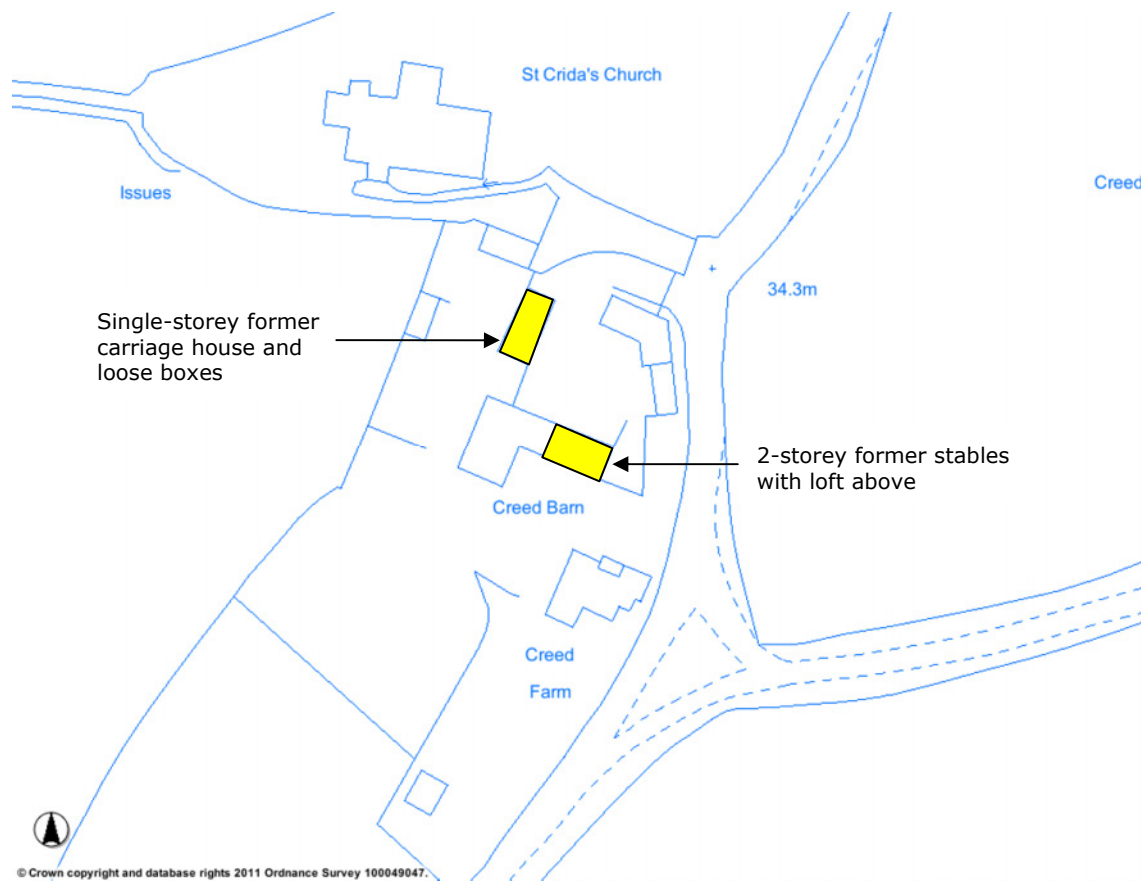 St Crida's Church
Issues
Creed
34.3m
Single-storey former
carriage house and
loose boxes
2-storey former stables
with loft above
Creed Barn
Creed
Farm
© Crown copyright and database rights 2011 Ordnance Survey 100049047.